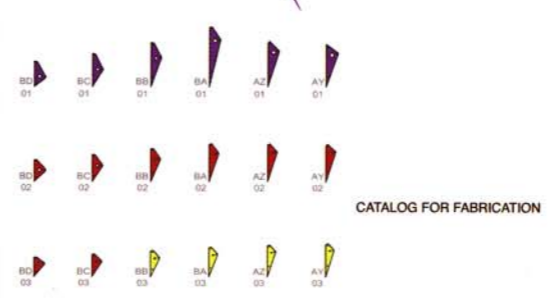 BD BC BB BA AZ AY
01 01 01 01 01 01
BD BC BB BA AZ AY
02 02 02 02 02 02
CATALOG FOR FABRICATION
BD BC BB BA AZ AY
03 03 03 03 03 03